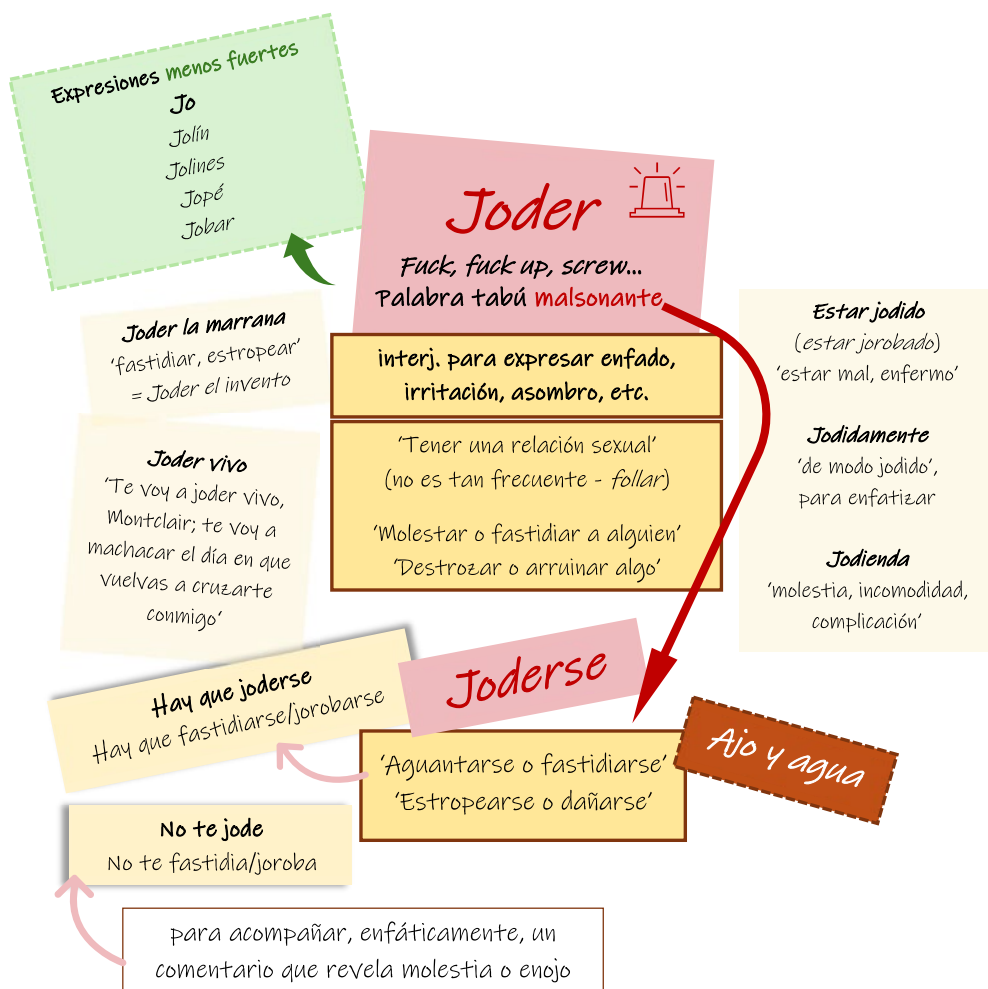 Expresiones menos fuertes
Jo
Jolín
Jolines
Jopé
Jobar
Joder
Fuck, fuck up, screw...
Palabra tabú malsonante
interj. para expresar enfado,
irritación, asombro, etc.
'Tener una relación sexual'
(no es tan frecuente - follar)
'Molestar o fastidiar a alguien'
'Destrozar o arruinar algo'
Joder la marrana
'fastidiar, estropear'
= Joder el invento
Joder vivo
'Te voy a joder vivo,
Montclair; te voy a
machacar el día en que
vuelvas a cruzarte
conmigo'
Estar jodido
(estar jorobado)
'estar mal, enfermo'
Jodidamente
'de modo jodido',
para enfatizar
Jodienda
'molestia, incomodidad,
complicación'
Joderse
'Aguantarse o fastidiarse'
'Estropearse o dañarse'
Ajo y agua
Hay que joderse
Hay que fastidiarse/jorobarse
No te jode
No te fastidia/joroba
para acompañar, enfáticamente, un
comentario que revela molestia o enojo